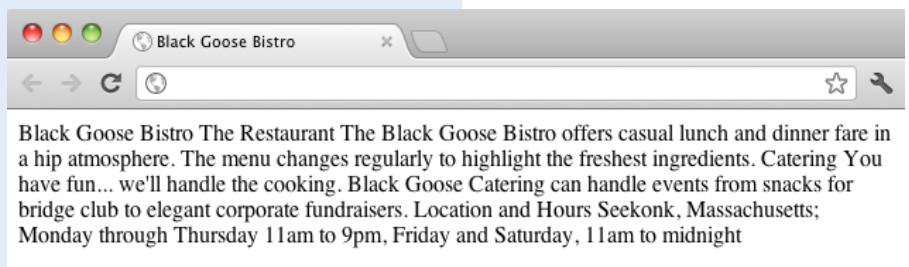 Black Goose Bistro
Black Goose Bistro The Restaurant The Black Goose Bistro offers casual lunch and dinner fare in
a hip atmosphere. The menu changes regularly to highlight the freshest ingredients. Catering You
have fun... we'll handle the cooking. Black Goose Catering can handle events from snacks for
bridge club to elegant corporate fundraisers. Location and Hours Seekonk, Massachusetts;
Monday through Thursday 11am to 9pm, Friday and Saturday, 11am to midnight